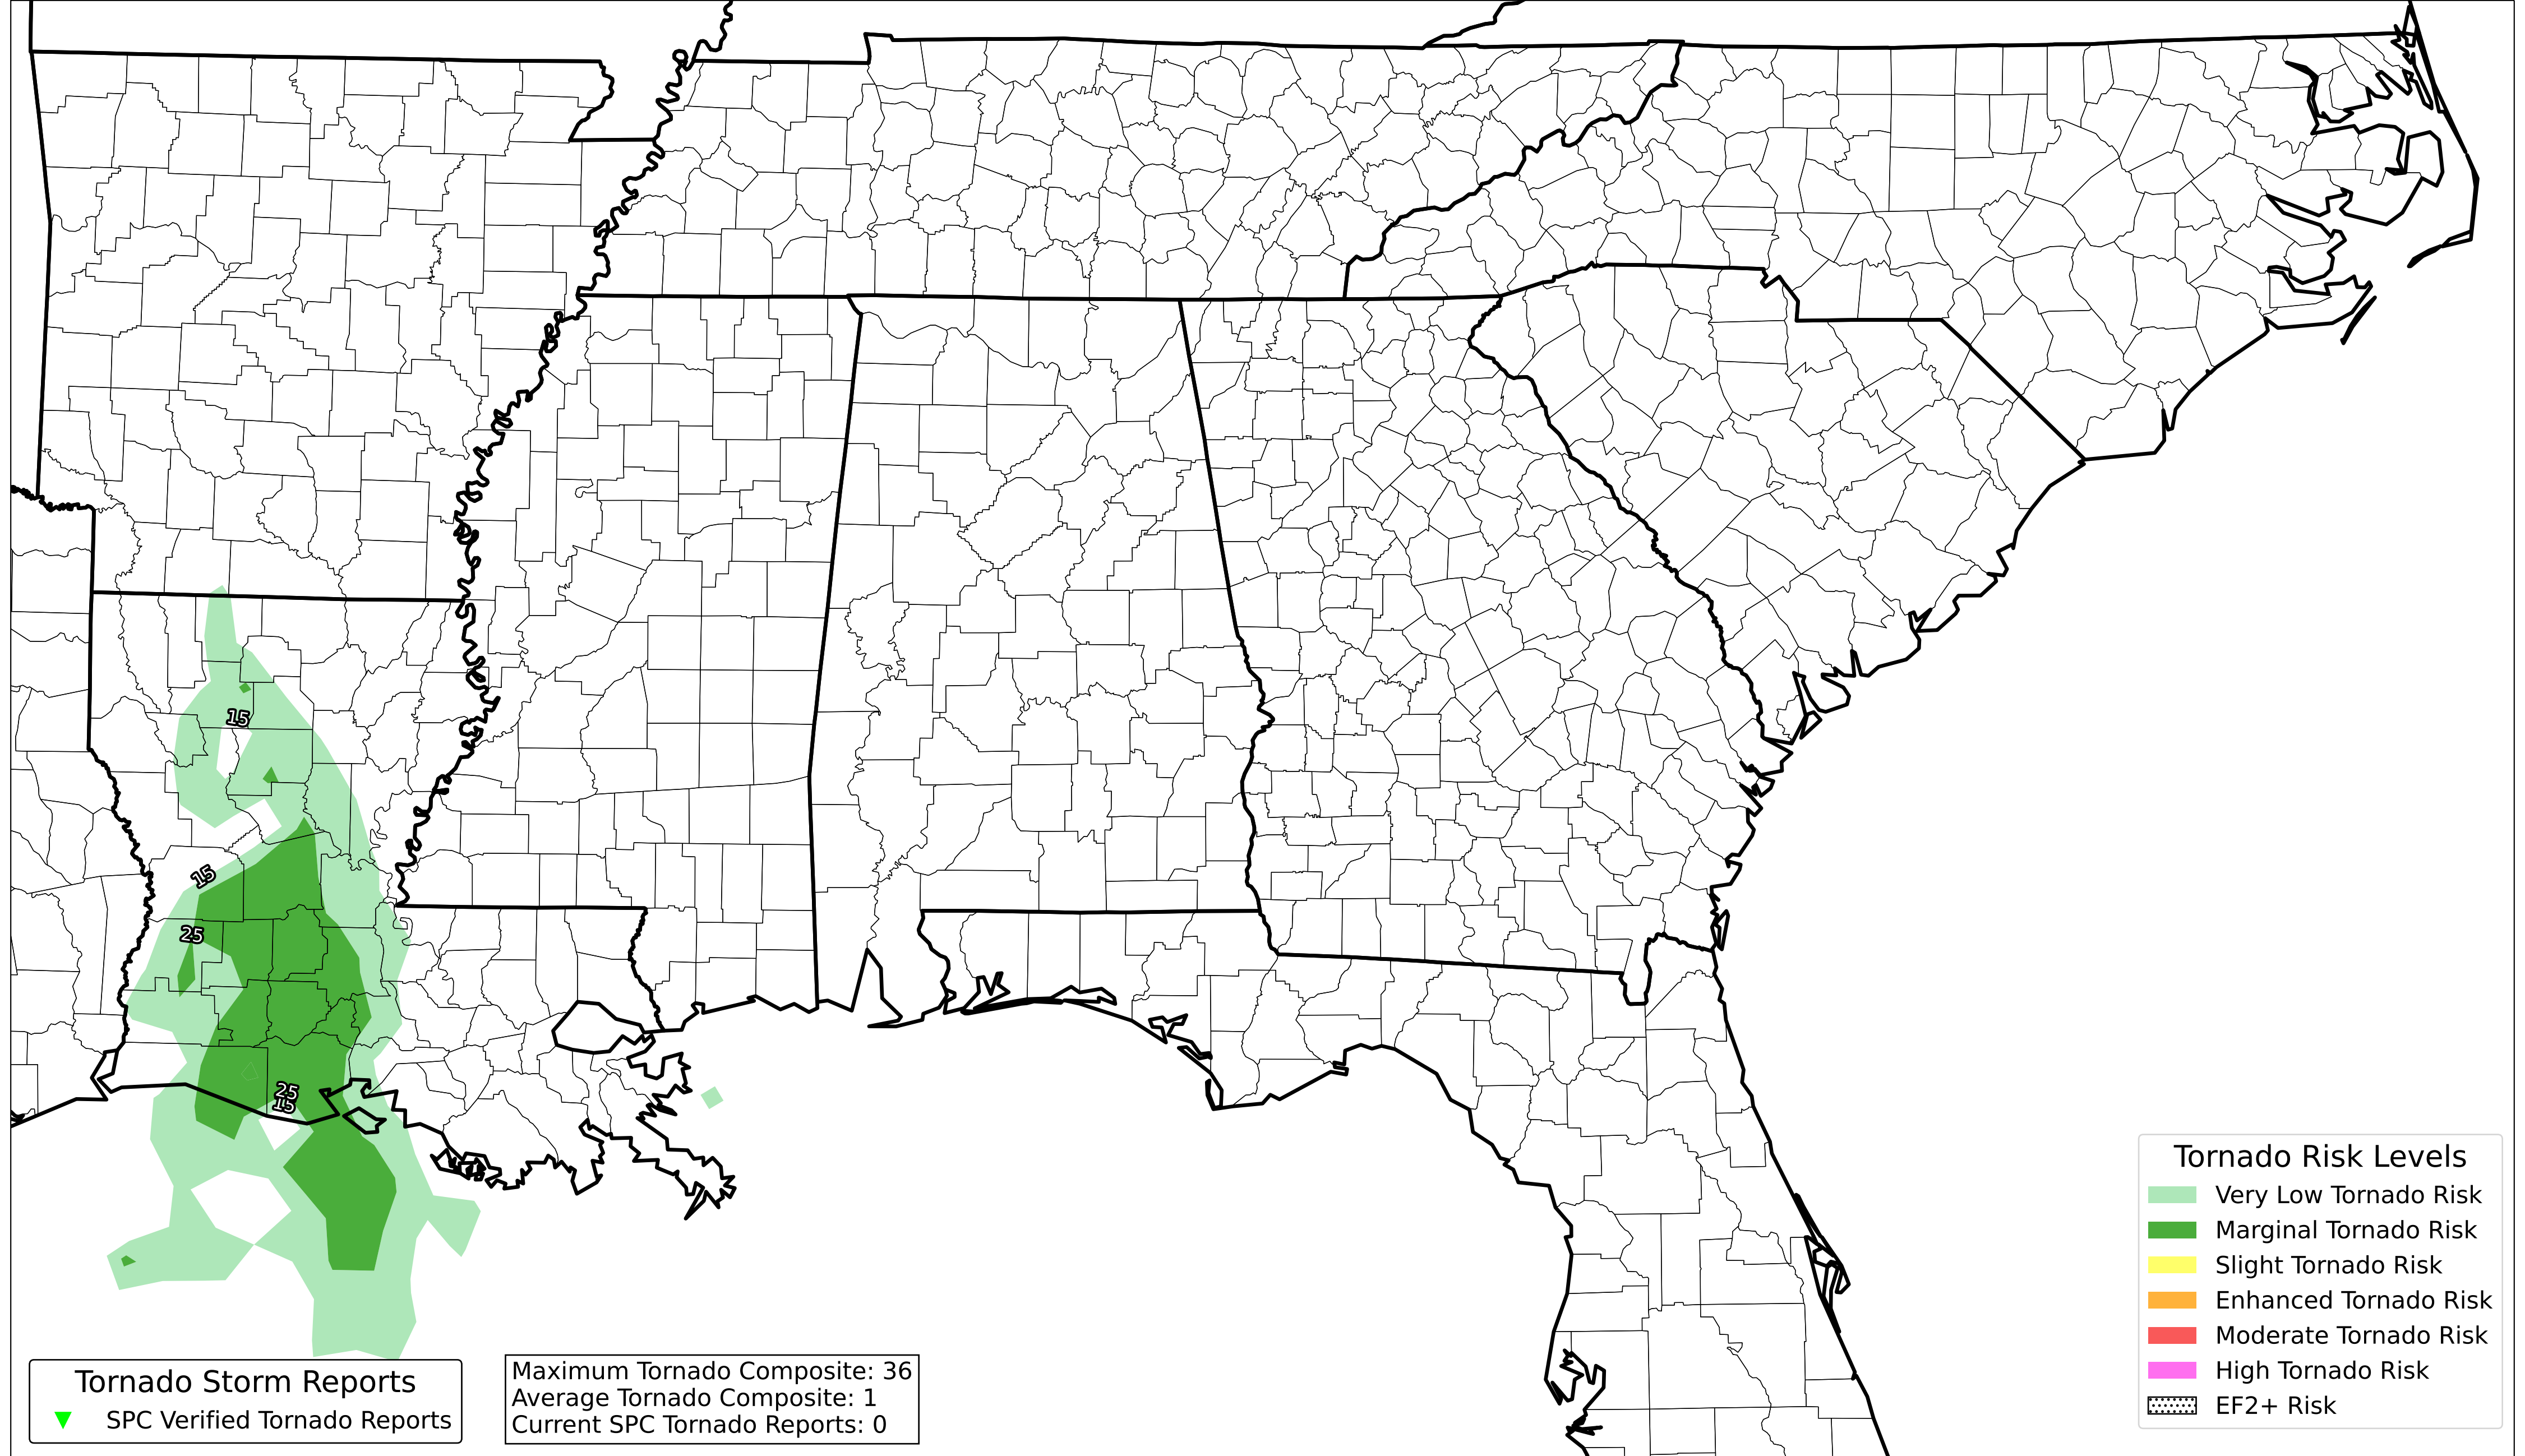 15
15
25
25
15
Tornado Risk Levels
Very Low Tornado Risk
Marginal Tornado Risk
Slight Tornado Risk
Enhanced Tornado Risk
Moderate Tornado Risk
High Tornado Risk
EF2+ Risk
Tornado Storm Reports
SPC Verified Tornado Reports
Maximum Tornado Composite: 36
Average Tornado Composite: 1
Current SPC Tornado Reports: 0